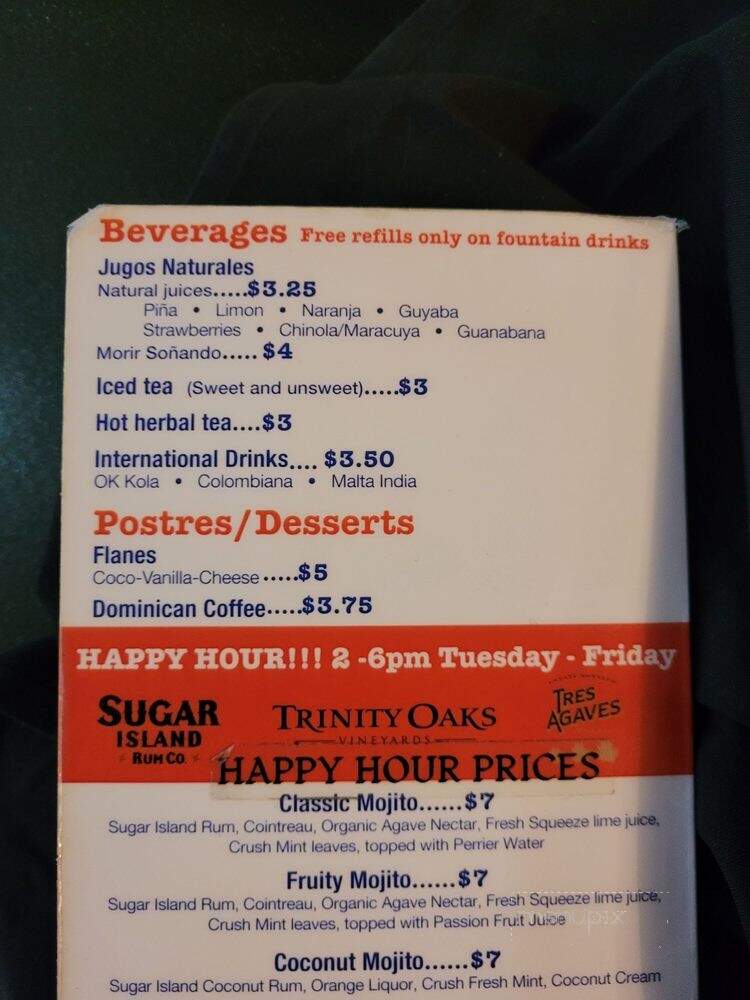 Beverages Free refills only on fountain drinks
Jugos Naturales
Natural juices.....$3.25
Piña • Limon • Naranja • Guyaba
Strawberries • Chinola/Maracuya • Guanabana
Morir Soñando..... $4
Iced tea (Sweet and unsweet).....$3
Hot herbal tea....$3
International Drinks.... $3.50
OK Kola • Colombiana • Malta India
Postres/Desserts
Flanes
Coco-Vanilla-Cheese.....$5
Dominican Coffee.....$3.75
HAPPY HOUR!!! 2 -6pm Tuesday - Friday
SUGAR
ISLAND
RUM CO.
TRINITY OAKS
VINEYARDS
TRES
AGAVES
HAPPY HOUR PRICES
Classic Mojito......$7
Sugar Island Rum, Cointreau, Organic Agave Nectar, Fresh Squeeze lime juice,
Crush Mint leaves, topped with Perrier Water
Fruity Mojito......$7
Sugar Island Rum, Cointreau, Organic Agave Nectar, Fresh Squeeze lime juice,
Crush Mint leaves, topped with Passion Fruit Juice
menupix
Coconut Mojito......$7
Sugar Island Coconut Rum, Orange Liquor, Crush Fresh Mint, Coconut Cream